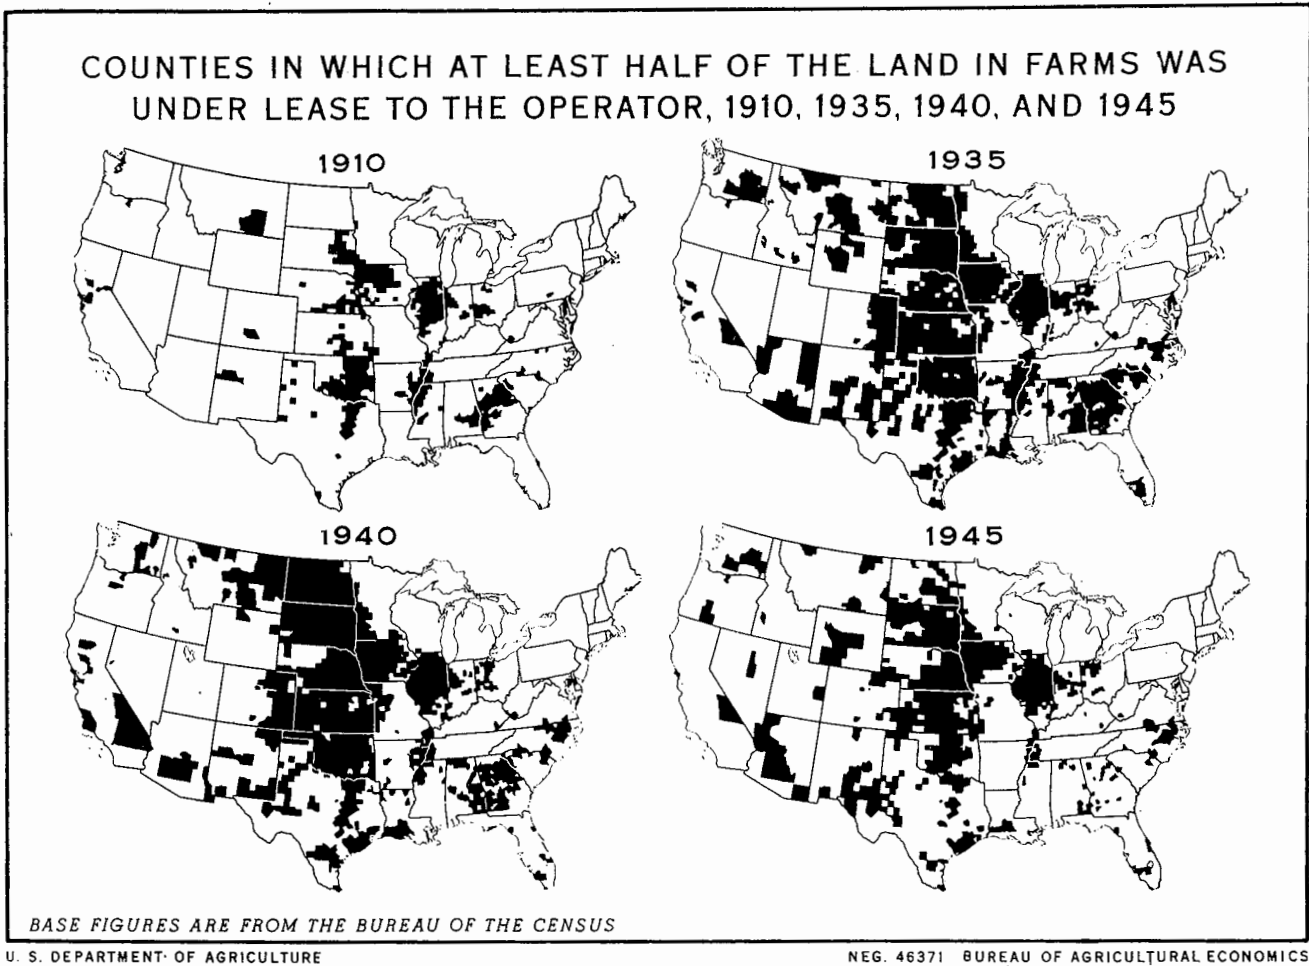 COUNTIES IN WHICH AT LEAST HALF OF THE LAND IN FARMS WAS
UNDER LEASE TO THE OPERATOR, 1910, 1935, 1940, AND 1945
1910
1935
1940
1945
BASE FIGURES ARE FROM THE BUREAU OF THE CENSUS
U. S. DEPARTMENT OF AGRICULTURE
NEG. 46371 BUREAU OF AGRICULTURAL ECONOMICS